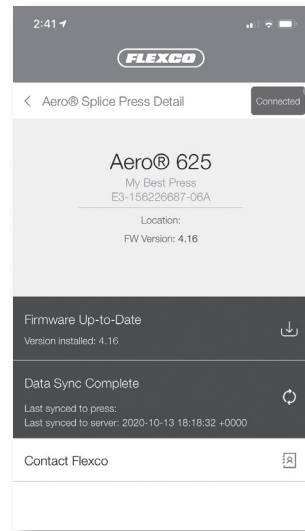 2:41
FLEXCO
Aero® Splice Press Detail
Connected
Aero® 625
My Best Press
E3-156226687-06A
Location:
FW Version: 4.16
Firmware Up-to-Date
Version installed: 4.16
Data Sync Complete
Last synced to press:
Last synced to server: 2020-10-13 18:18:32 +0000
Contact Flexco